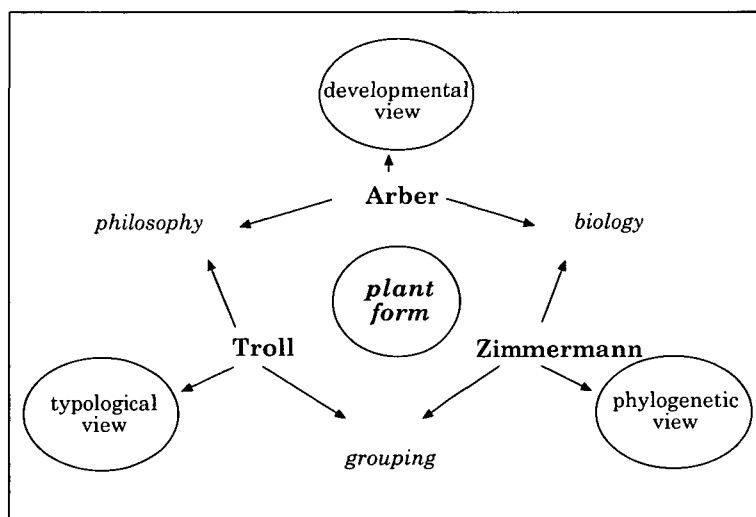 developmental
view
Arber
philosophy
biology
plant
form
Troll
Zimmermann
typological
view
phylogenetic
view
grouping